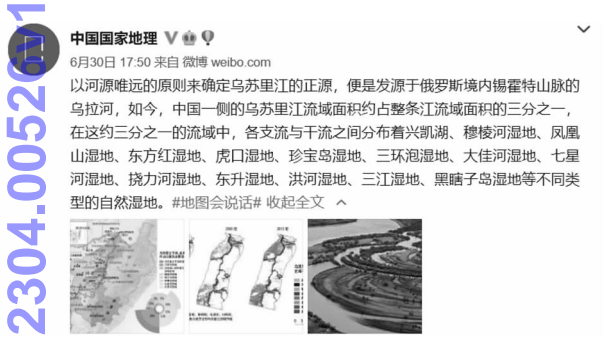 2304.00526v1
中国国家地理
6月30日 17:50 来自 微博 weibo.com
以河源唯远的原则来确定乌苏里江的正源，便是发源于俄罗斯境内锡霍特山脉的
乌拉河，如今，中国一侧的乌苏里江流域面积约占整条江流域面积的三分之一，
在这约三分之一的流域中，各支流与干流之间分布着兴凯湖、穆棱河湿地、凤凰
山湿地、东方红湿地、虎口湿地、珍宝岛湿地、三环泡湿地、大佳河湿地、七星
河湿地、挠力河湿地、东升湿地、洪河湿地、三江湿地、黑瞎子岛湿地等不同类
型的自然湿地。#地图会说话# 收起全文